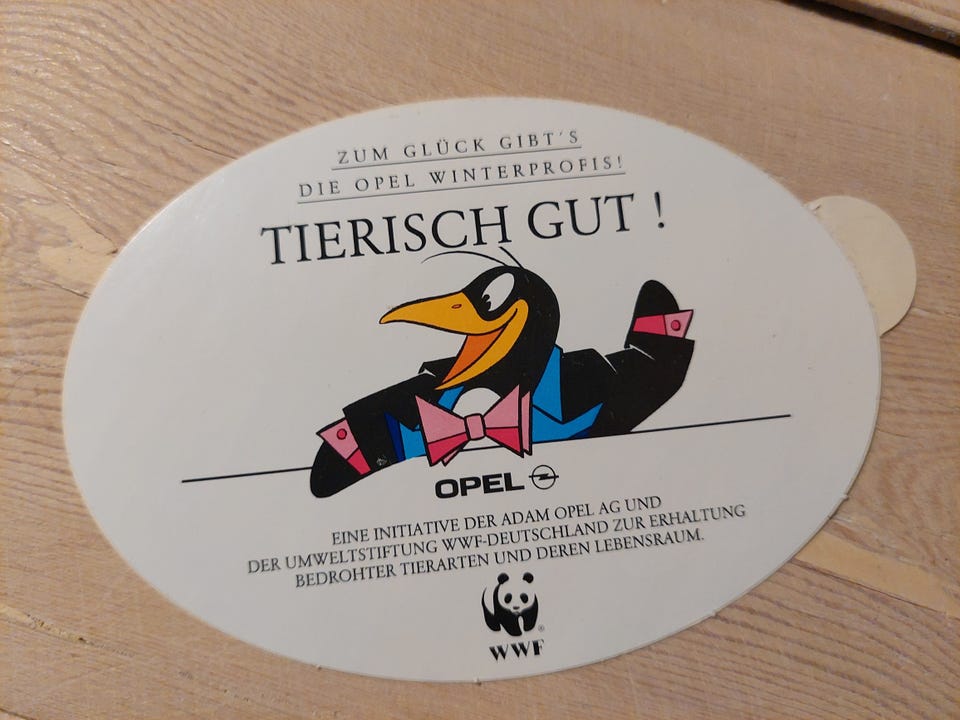 ZUM GLÜCK GIBT´S
DIE OPEL WINTERPROFIS!
TIERISCH GUT !
OPEL
EINE INITIATIVE DER ADAM OPEL AG UND
DER UMWELTSTIFTUNG WWF-DEUTSCHLAND ZUR ERHALTUNG
BEDROHTER TIERARTEN UND DEREN LEBENSRAUM.
®
WWF